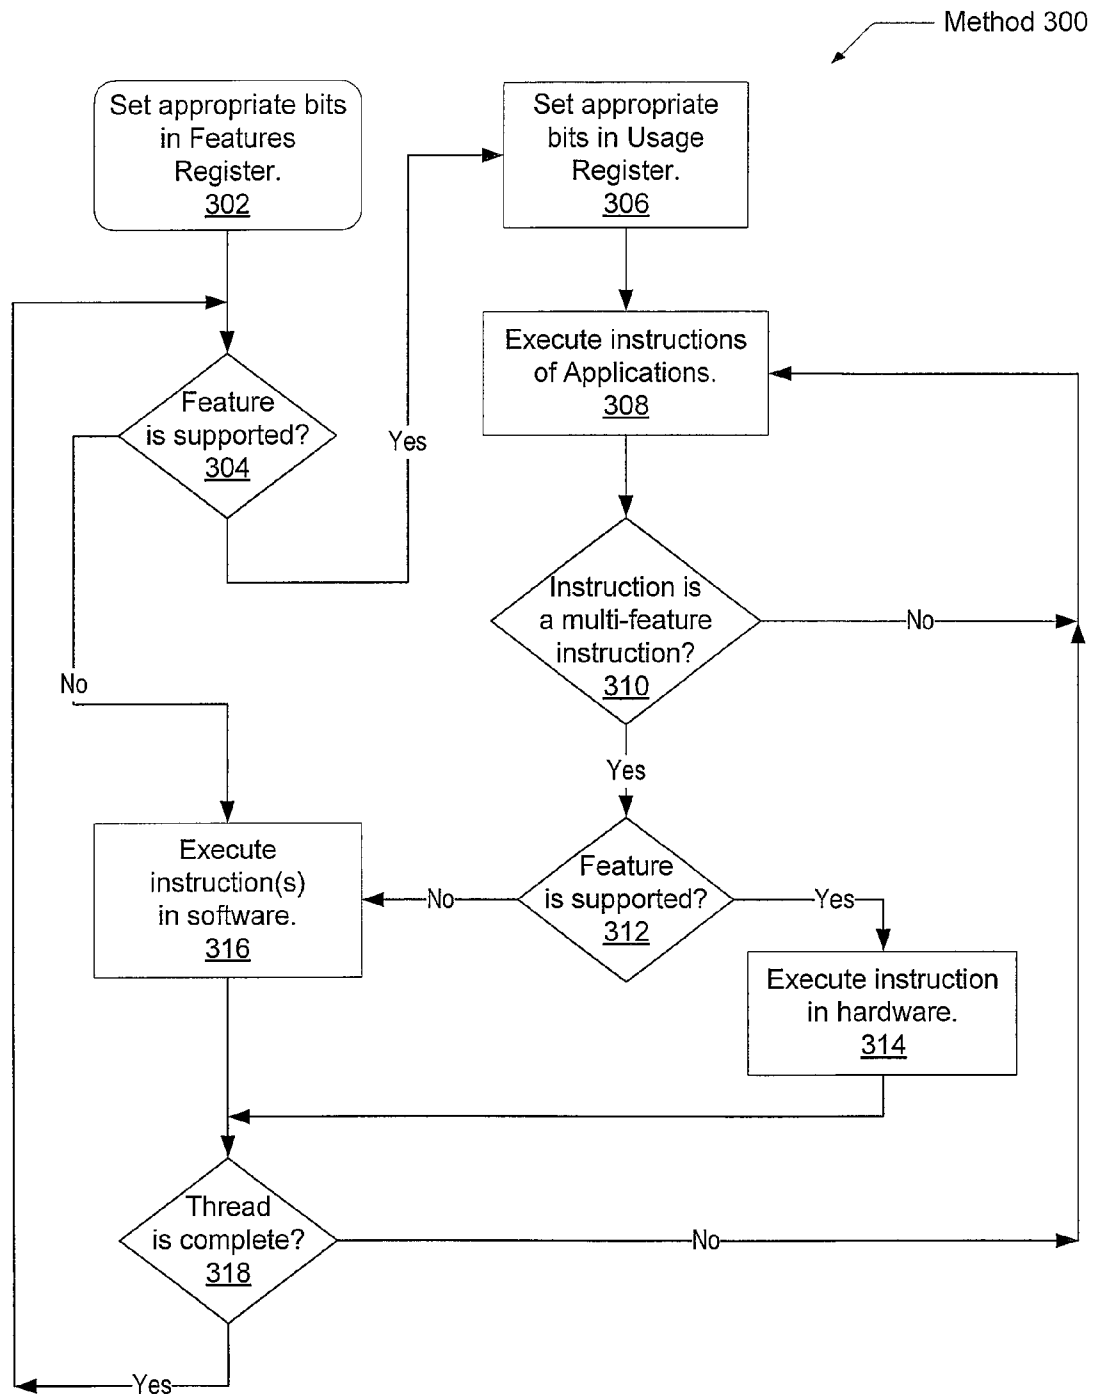 Method 300
Set appropriate bits
in Features
Register.
302
Set appropriate
bits in Usage
Register.
306
Feature
is supported?
304
Yes
Execute instructions
of Applications.
308
Instruction is
a multi-feature
instruction?
310
No
No
Yes
Execute
instruction(s)
in software.
316
No
Feature
is supported?
312
Yes
Execute instruction
in hardware.
314
Thread
is complete?
318
No
Yes